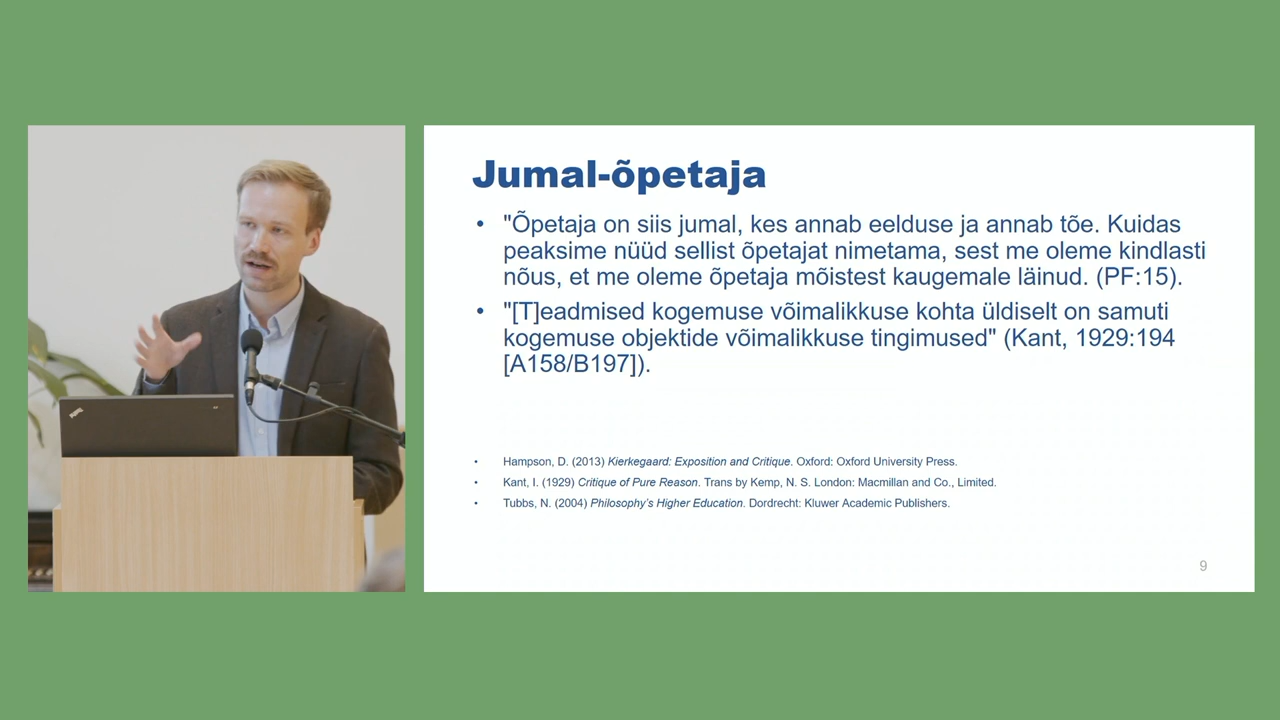 Jumal-õpetaja
• "Õpetaja on siis jumal, kes annab eelduse ja annab tõe. Kuidas
peaksime nüüd sellist õpetajat nimetama, sest me oleme kindlasti
nõus, et me oleme õpetaja mõistest kaugemale läinud. (PF:15).
• "[T]eadmised kogemuse võimalikkuse kohta üldiselt on samuti
kogemuse objektide võimalikkuse tingimused" (Kant, 1929:194
[A158/B197]).
• Hampson, D. (2013) Kierkegaard: Exposition and Critique. Oxford: Oxford University Press.
• Kant, I. (1929) Critique of Pure Reason. Trans by Kemp, N. S. London: Macmillan and Co., Limited.
• Tubbs, N. (2004) Philosophy's Higher Education. Dordrecht: Kluwer Academic Publishers.
9